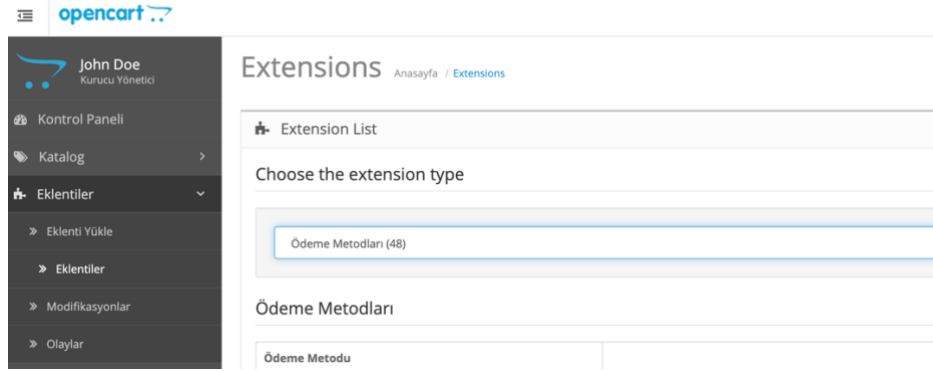 opencart
John Doe
Kurucu Yönetici
Kontrol Paneli
Katalog
Eklentiler
Eklenti Yükle
Eklentiler
Modifikasyonlar
Olaylar
Extensions Anasayfa / Extensions
Extension List
Choose the extension type
Ödeme Metodları (48)
Ödeme Metodları
Ödeme Metodu